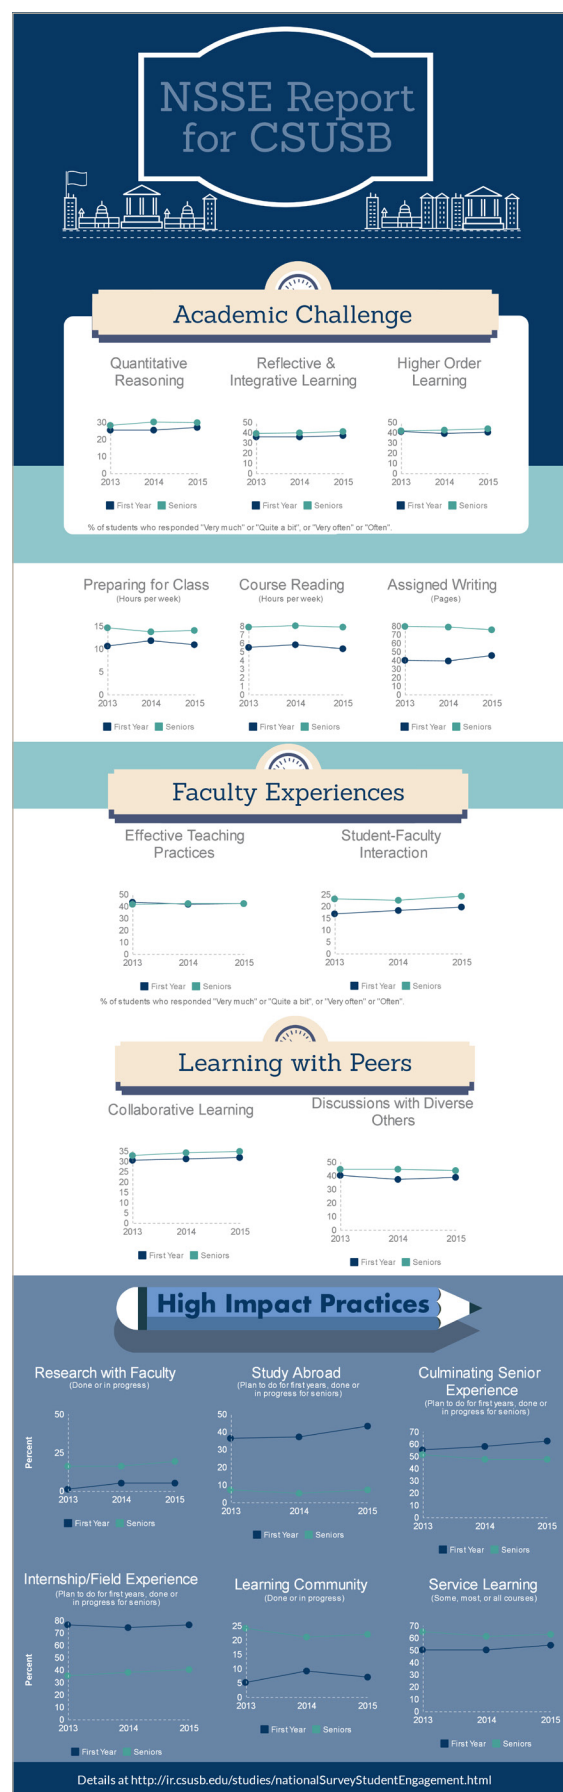 NSSE Report
for CSUSB
Academic Challenge
Quantitative
Reasoning
30
20
10
0
2013 2014 2015
First Year Seniors
Reflective &
Integrative Learning
50
40
30
20
10
0
2013 2014 2015
First Year Seniors
Higher Order
Learning
50
40
30
20
10
0
2013 2014 2015
First Year Seniors
% of students who responded "Very much" or "Quite a bit", or "Very often" or "Often".
Preparing for Class
(Hours per week)
15
10
5
0
2013 2014 2015
First Year Seniors
Course Reading
(Hours per week)
8
7
6
5
4
3
2
1
0
2013 2014 2015
First Year Seniors
Assigned Writing
(Pages)
80
70
60
50
40
30
20
10
0
2013 2014 2015
First Year Seniors
Faculty Experiences
Effective Teaching
Practices
50
40
30
20
10
0
2013 2014 2015
First Year Seniors
Student-Faculty
Interaction
25
20
15
10
5
0
2013 2014 2015
First Year Seniors
% of students who responded "Very much" or "Quite a bit", or "Very often" or "Often".
Learning with Peers
Collaborative Learning
35
30
25
20
15
10
5
0
2013 2014 2015
First Year Seniors
Discussions with Diverse
Others
50
40
30
20
10
0
2013 2014 2015
First Year Seniors
High Impact Practices
Research with Faculty
(Done or in progress)
Percent
50
25
0
2013 2014 2015
First Year Seniors
Study Abroad
(Plan to do for first years, done or
in progress for seniors)
50
40
30
20
10
0
2013 2014 2015
First Year Seniors
Culminating Senior
Experience
(Plan to do for first years, done or
in progress for seniors)
70
60
50
40
30
20
10
0
2013 2014 2015
First Year Seniors
Internship/Field Experience
(Plan to do for first years, done or
in progress for seniors)
Percent
80
70
60
50
40
30
20
10
0
2013 2014 2015
First Year Seniors
Learning Community
(Done or in progress)
25
20
15
10
5
0
2013 2014 2015
First Year Seniors
Service Learning
(Some, most, or all courses)
70
60
50
40
30
20
10
0
2013 2014 2015
First Year Seniors
Details at http://ir.csusb.edu/studies/nationalSurveyStudentEngagement.html